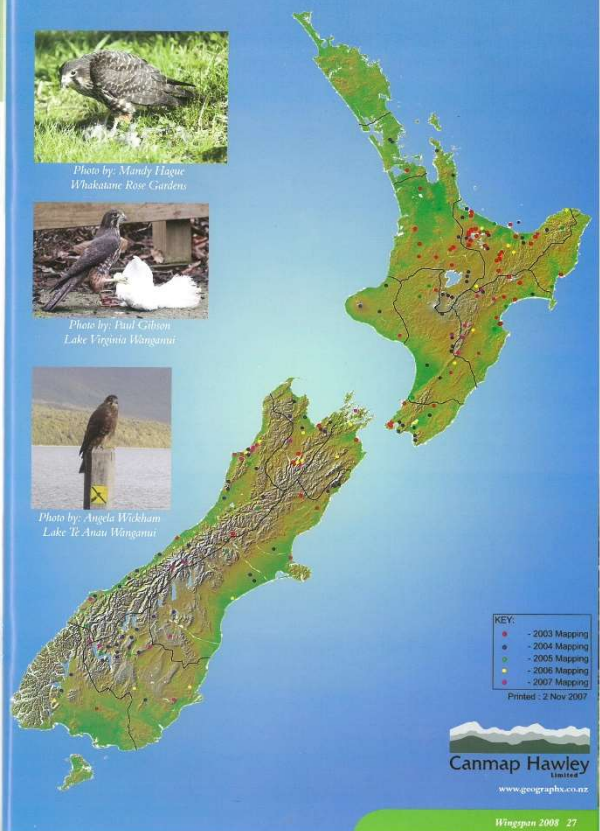 Photo by: Mandy Hague
Whakatane Rose Gardens
Photo by: Paul Gibson
Lake Virginia Wanganui
Photo by: Angela Wickham
Lake Te Anau Wanganui
KEY:
- 2003 Mapping
- 2004 Mapping
- 2005 Mapping
- 2006 Mapping
- 2007 Mapping
Printed : 2 Nov 2007
Canmap Hawley
Limited
www.geographx.co.nz
Wingspan 2008 27